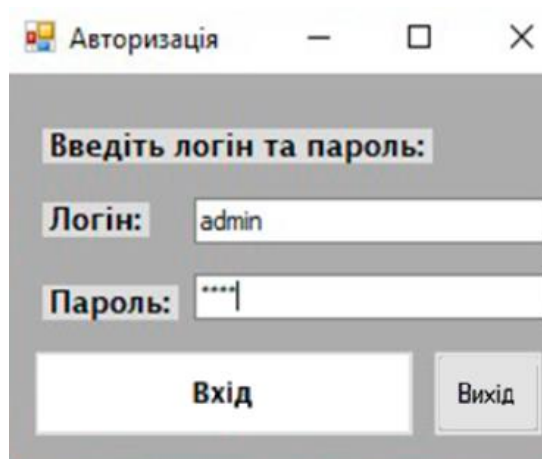 Авторизація
Введіть логін та пароль:
Логін: admin
Пароль: ****
Вхід Вихід